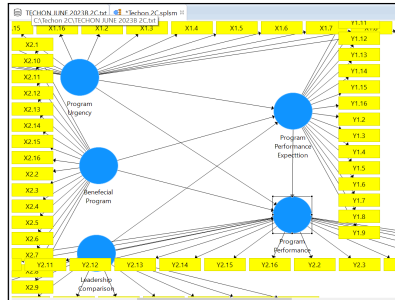 TECHON JUNE 2023B 2C.txt *Techon 2C.splsm
C:\Techon 2C\TECHON JUNE 2023B 2C.txt
X1.16 X1.2 X1.3 X1.4 X1.5 X1.6 X1.7
Y1.11
Y1.12
Y1.13
Y1.14
Y1.15
Y1.16
Y1.2
Y1.3
Y1.4
Y1.5
Y1.6
Y1.7
Y1.8
Y1.9
X2.1
X2.10
X2.11
X2.12
X2.13
X2.14
X2.15
X2.16
X2.2
X2.3
X2.4
X2.5
X2.6
X2.7
X2.8
X2.9
Program
Urgency
Benefecial
Program
Leadership
Comparison
Program
Performance
Expecttion
Program
Performance
Y2.11 Y2.12 Y2.13 Y2.14 Y2.15 Y2.16 Y2.2 Y2.3